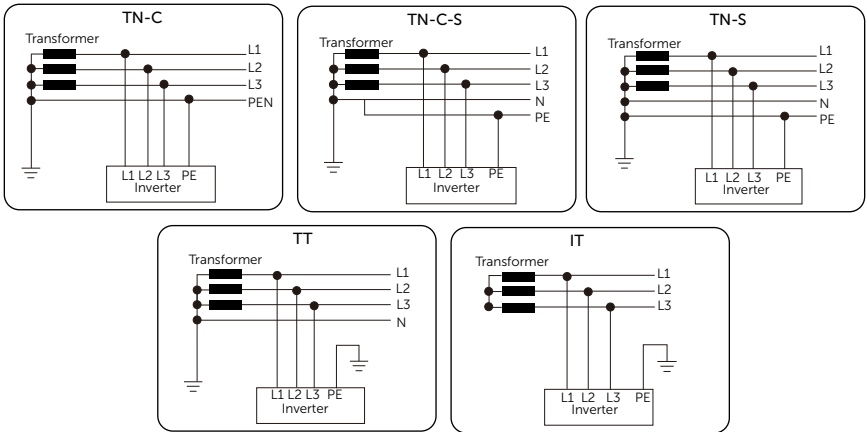 TN-C
Transformer
L1
L2
L3
PEN
L1 L2 L3 PE
Inverter
TN-C-S
Transformer
L1
L2
L3
N
PE
L1 L2 L3 PE
Inverter
TN-S
Transformer
L1
L2
L3
N
PE
L1 L2 L3 PE
Inverter
TT
Transformer
L1
L2
L3
N
L1 L2 L3 PE
Inverter
IT
Transformer
L1
L2
L3
L1 L2 L3 PE
Inverter